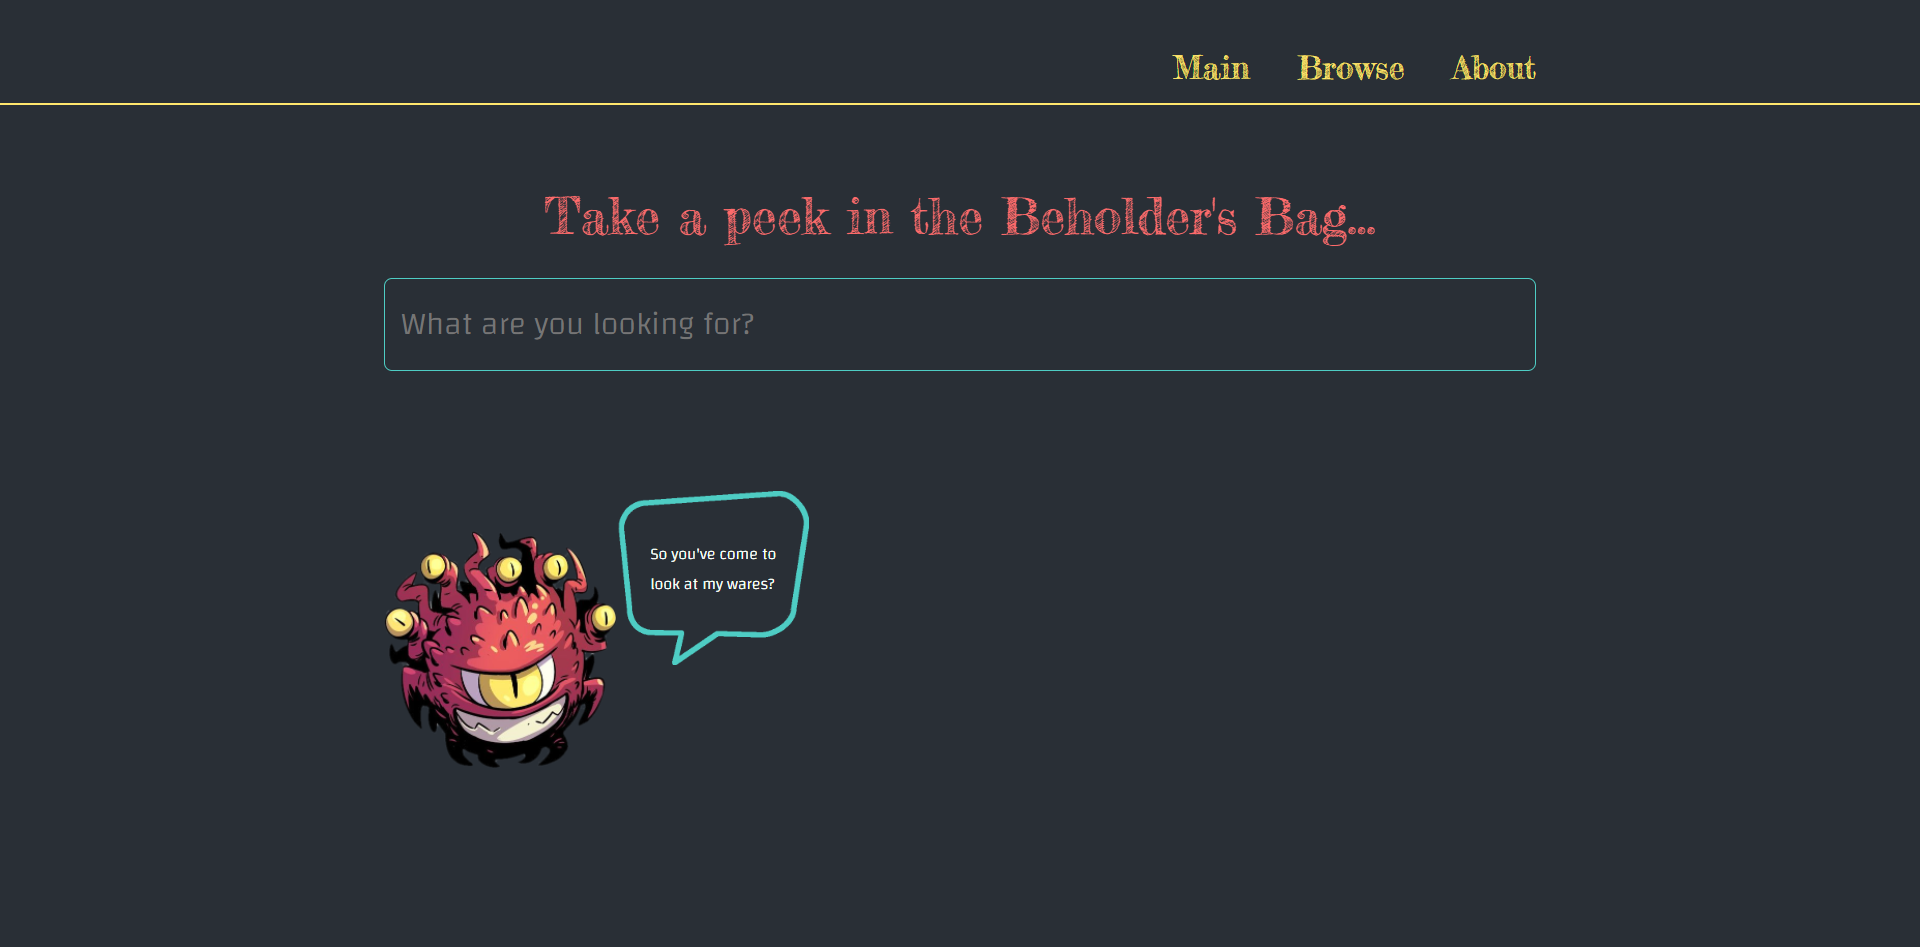 Main Browse About
Take a peek in the Beholder's Bag...
What are you looking for?
So you've come to
look at my wares?